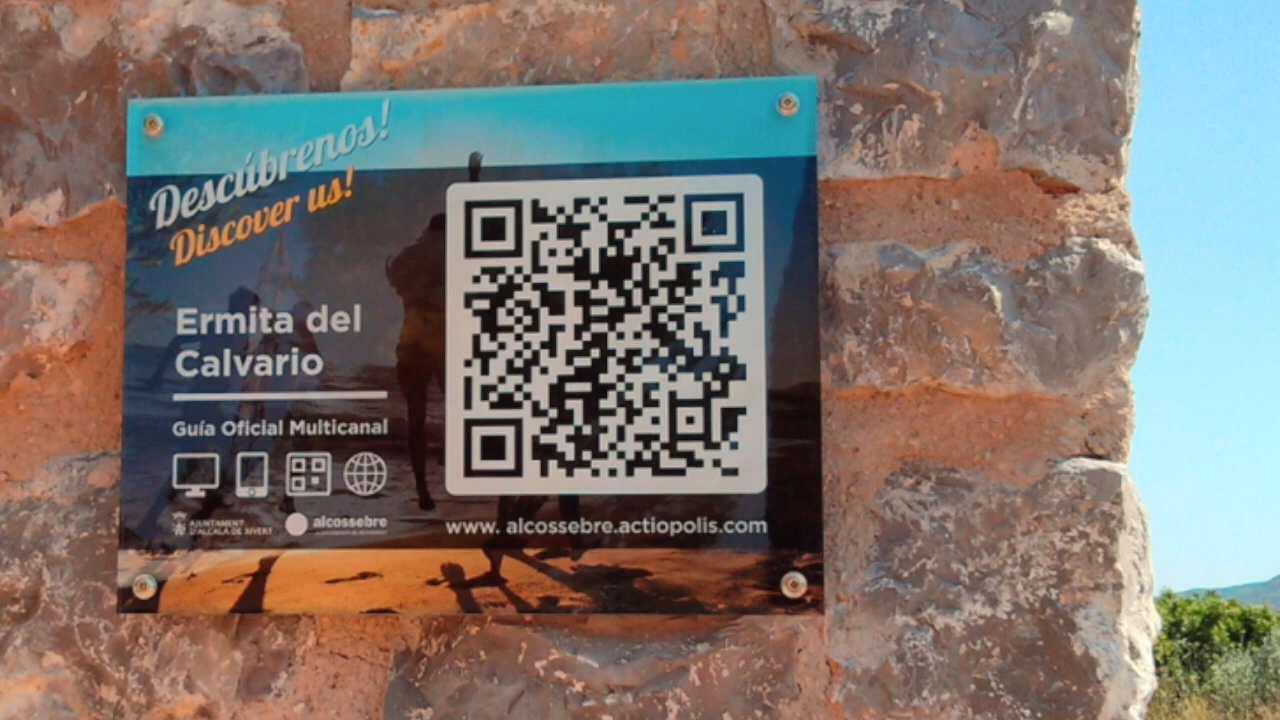 Descúbrenos!
Discover us!
Ermita del
Calvario
Guía Oficial Multicanal
AJUNTAMENT
D'ALCALÀ DE XIVERT
alcossebre
www. alcossebre.actiopolis.com